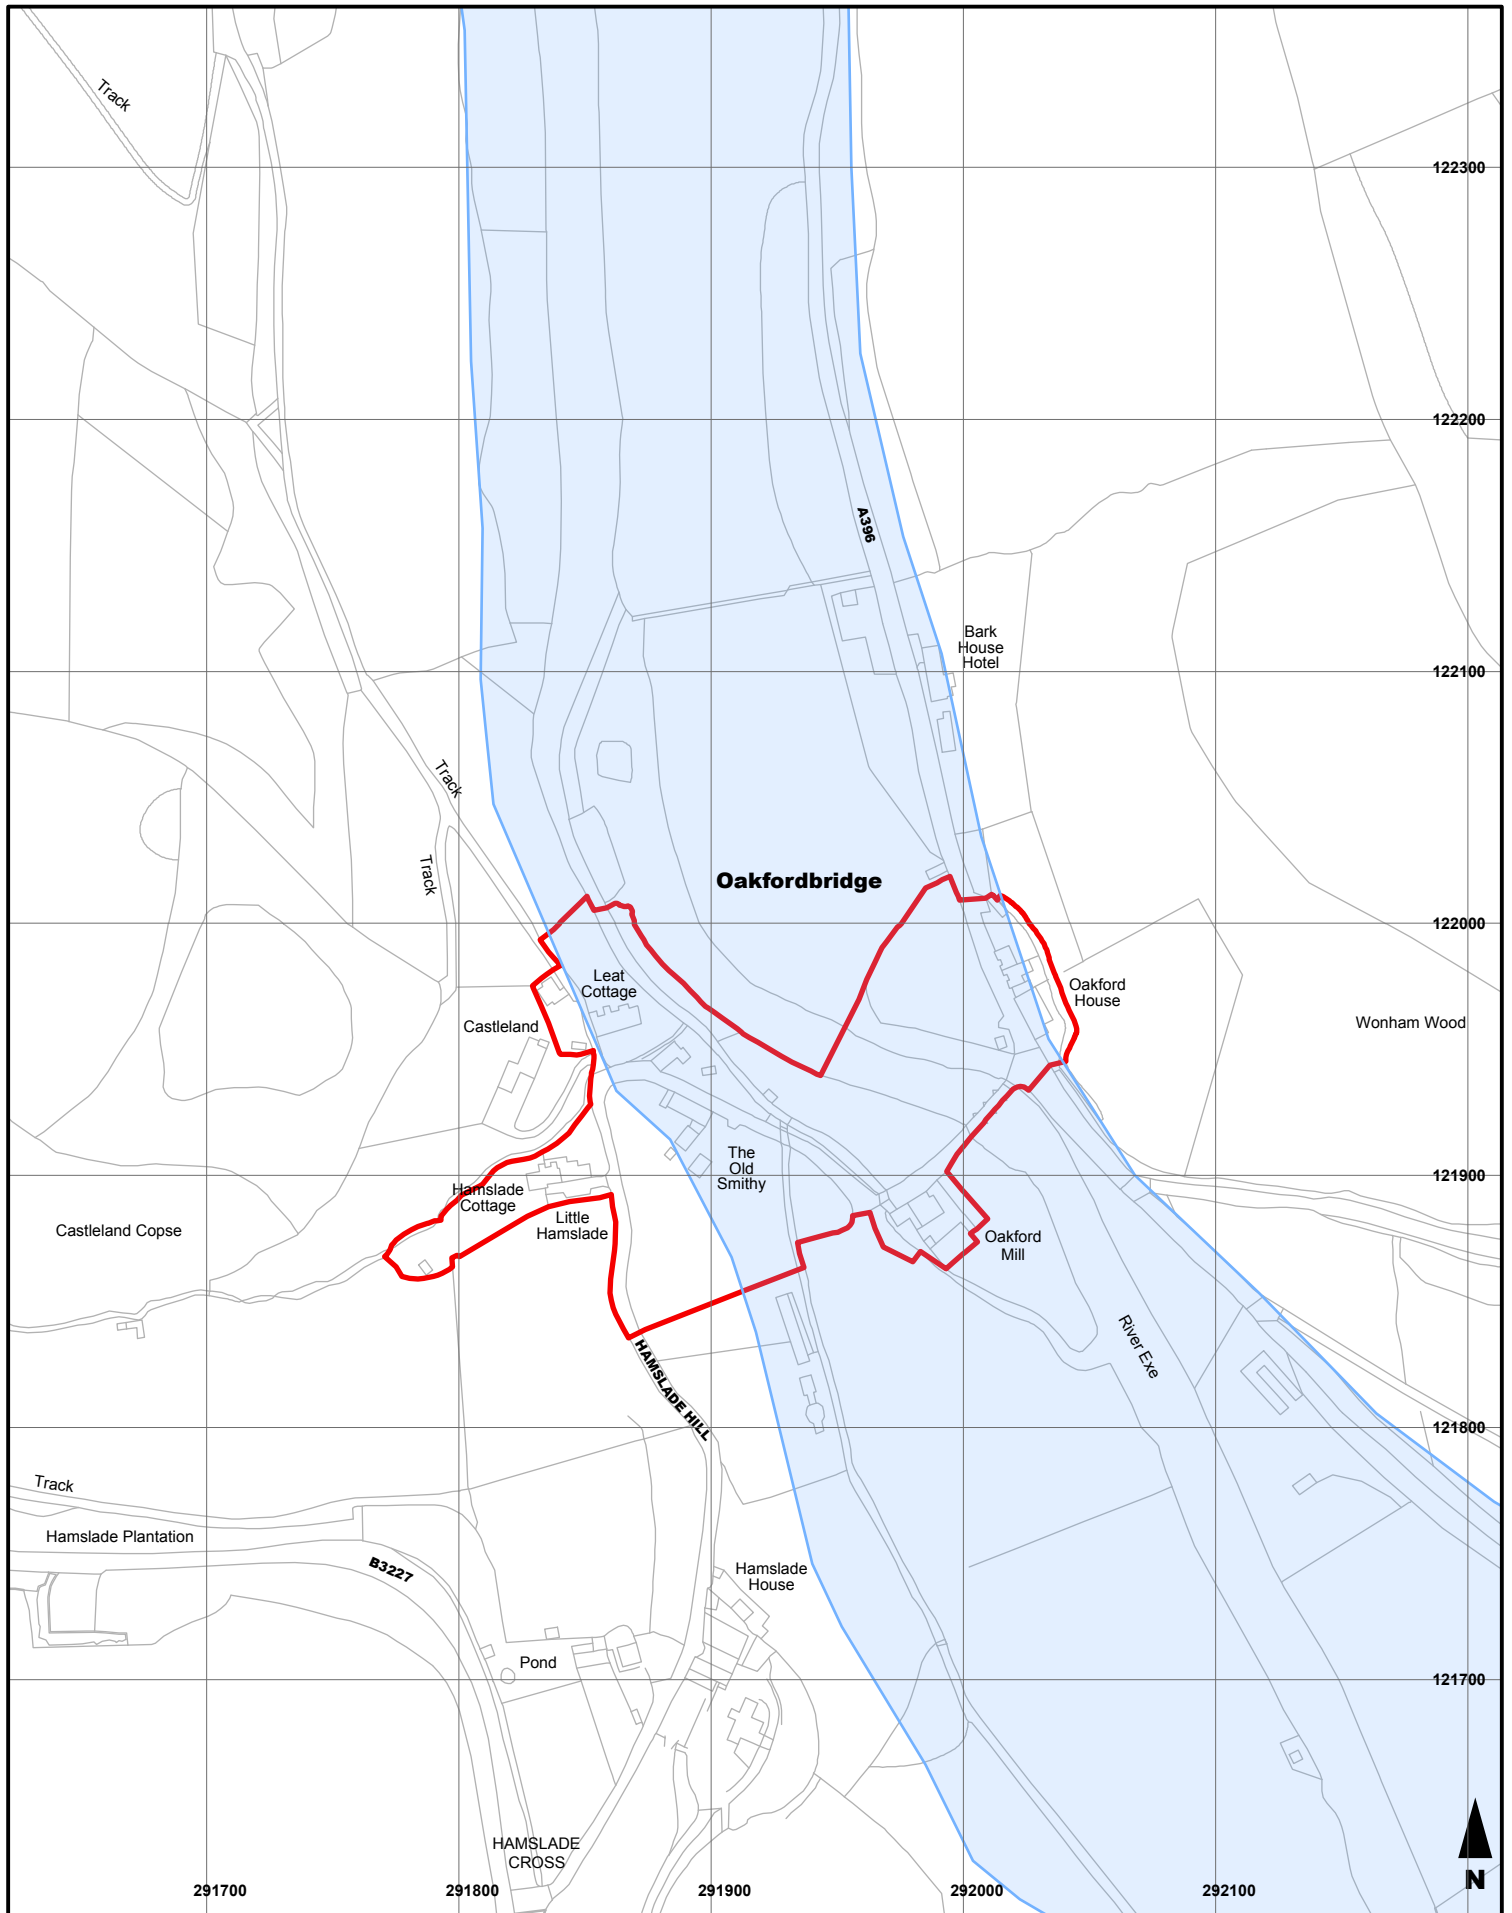 Track
122300
122200
A396
Bark
House
Hotel
122100
Track
Track
Oakfordbridge
122000
Leat
Cottage
Oakford
House
Castleland
Wonham Wood
The
Old
Smithy
121900
Hamslade
Cottage
Little
Hamslade
Castleland Copse
Oakford
Mill
River Exe
HAMSLADE HILL
121800
Track
Hamslade Plantation
B3227
Hamslade
House
Pond
121700
HAMSLADE
CROSS
N
291700
291800
291900
292000
292100